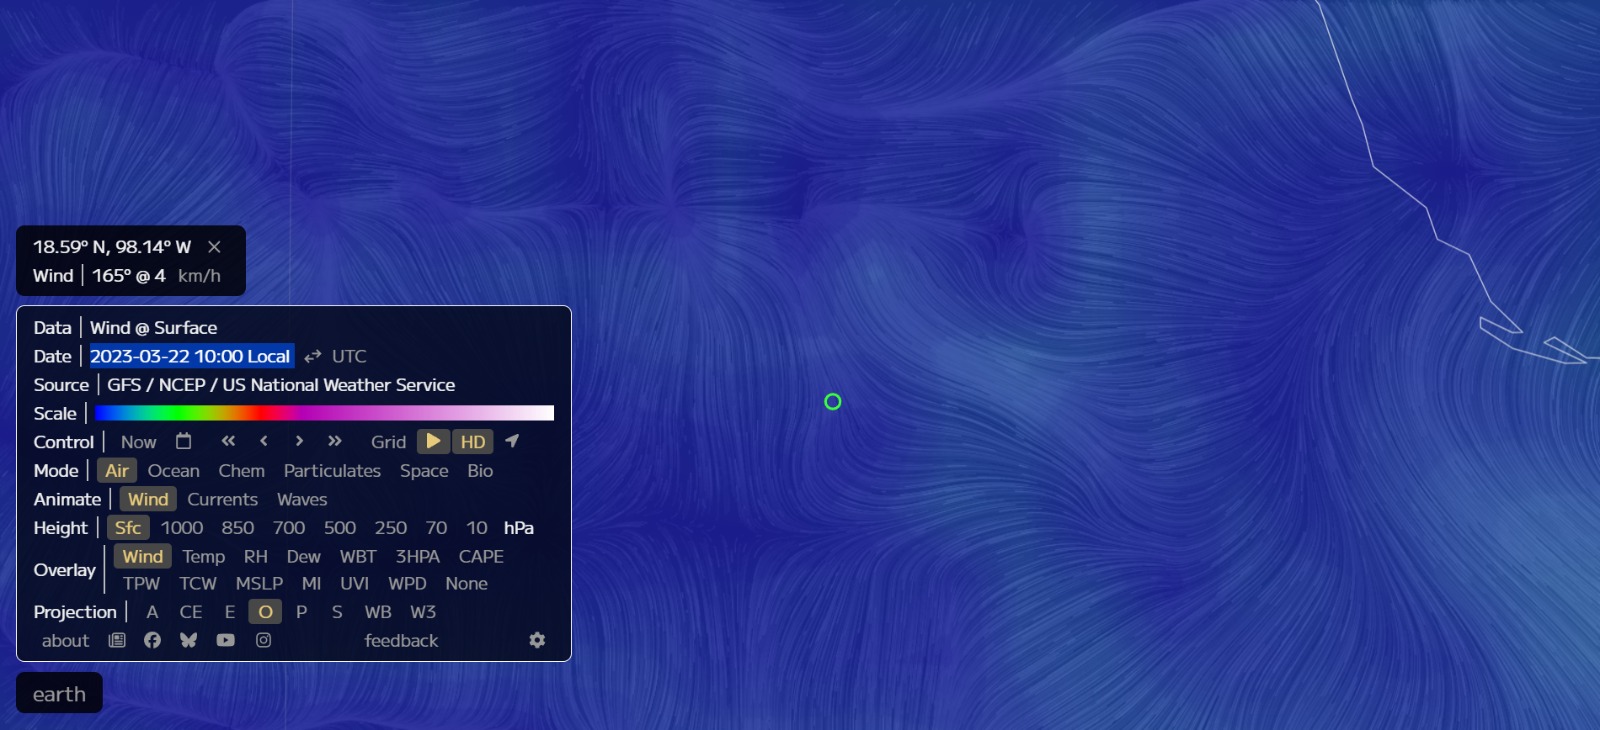 18.59° N, 98.14° W
Wind | 165° @ 4 km/h
Data | Wind @ Surface
Date | 2023-03-22 10:00 Local UTC
Source | GFS / NCEP / US National Weather Service
Scale |
Control | Now Grid HD
Mode | Air Ocean Chem Particulates Space Bio
Animate | Wind Currents Waves
Height | Sfc 1000 850 700 500 250 70 10 hPa
Overlay | Wind Temp RH Dew WBT 3HPA CAPE
TPW TCW MSLP MI UVI WPD None
Projection | A CE E O P S WB W3
about feedback
earth